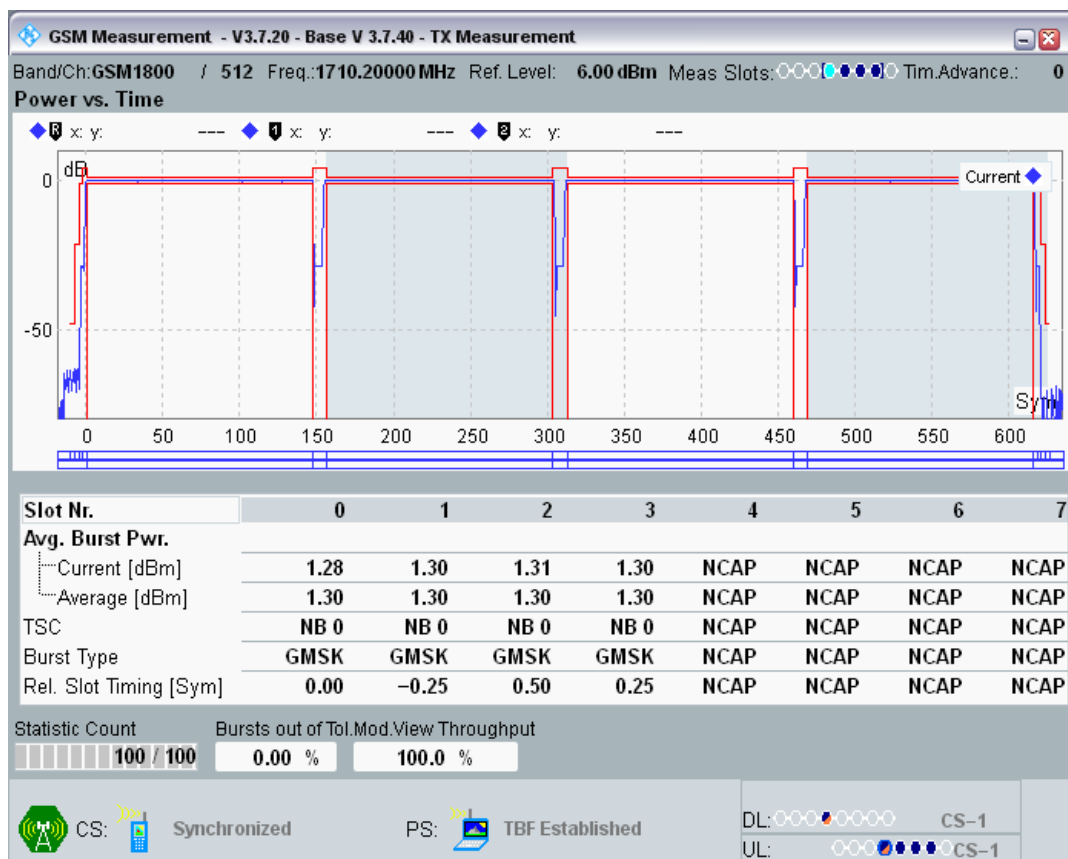 GSM Measurement - V3.7.20 - Base V 3.7.40 - TX Measurement
Band/Ch:GSM1800 / 512 Freq.:1710.20000 MHz Ref. Level: 6.00 dBm Meas Slots: Tim.Advance.: 0
Power vs. Time
R x: y: --- 1 x: y: --- 2 x: y: ---
dB
Current
0
-50
Sym
0 50 100 150 200 250 300 350 400 450 500 550 600
Slot Nr. 0 1 2 3 4 5 6 7
Avg. Burst Pwr.
Current [dBm] 1.28 1.30 1.31 1.30 NCAP NCAP NCAP NCAP
Average [dBm] 1.30 1.30 1.30 1.30 NCAP NCAP NCAP NCAP
TSC NB 0 NB 0 NB 0 NB 0 NCAP NCAP NCAP NCAP
Burst Type GMSK GMSK GMSK GMSK NCAP NCAP NCAP NCAP
Rel. Slot Timing [Sym] 0.00 −0.25 0.50 0.25 NCAP NCAP NCAP NCAP
Statistic Count Bursts out of Tol.Mod.View Throughput
100 / 100 0.00 % 100.0 %
CS: Synchronized PS: TBF Established
DL: CS−1
UL: CS−1